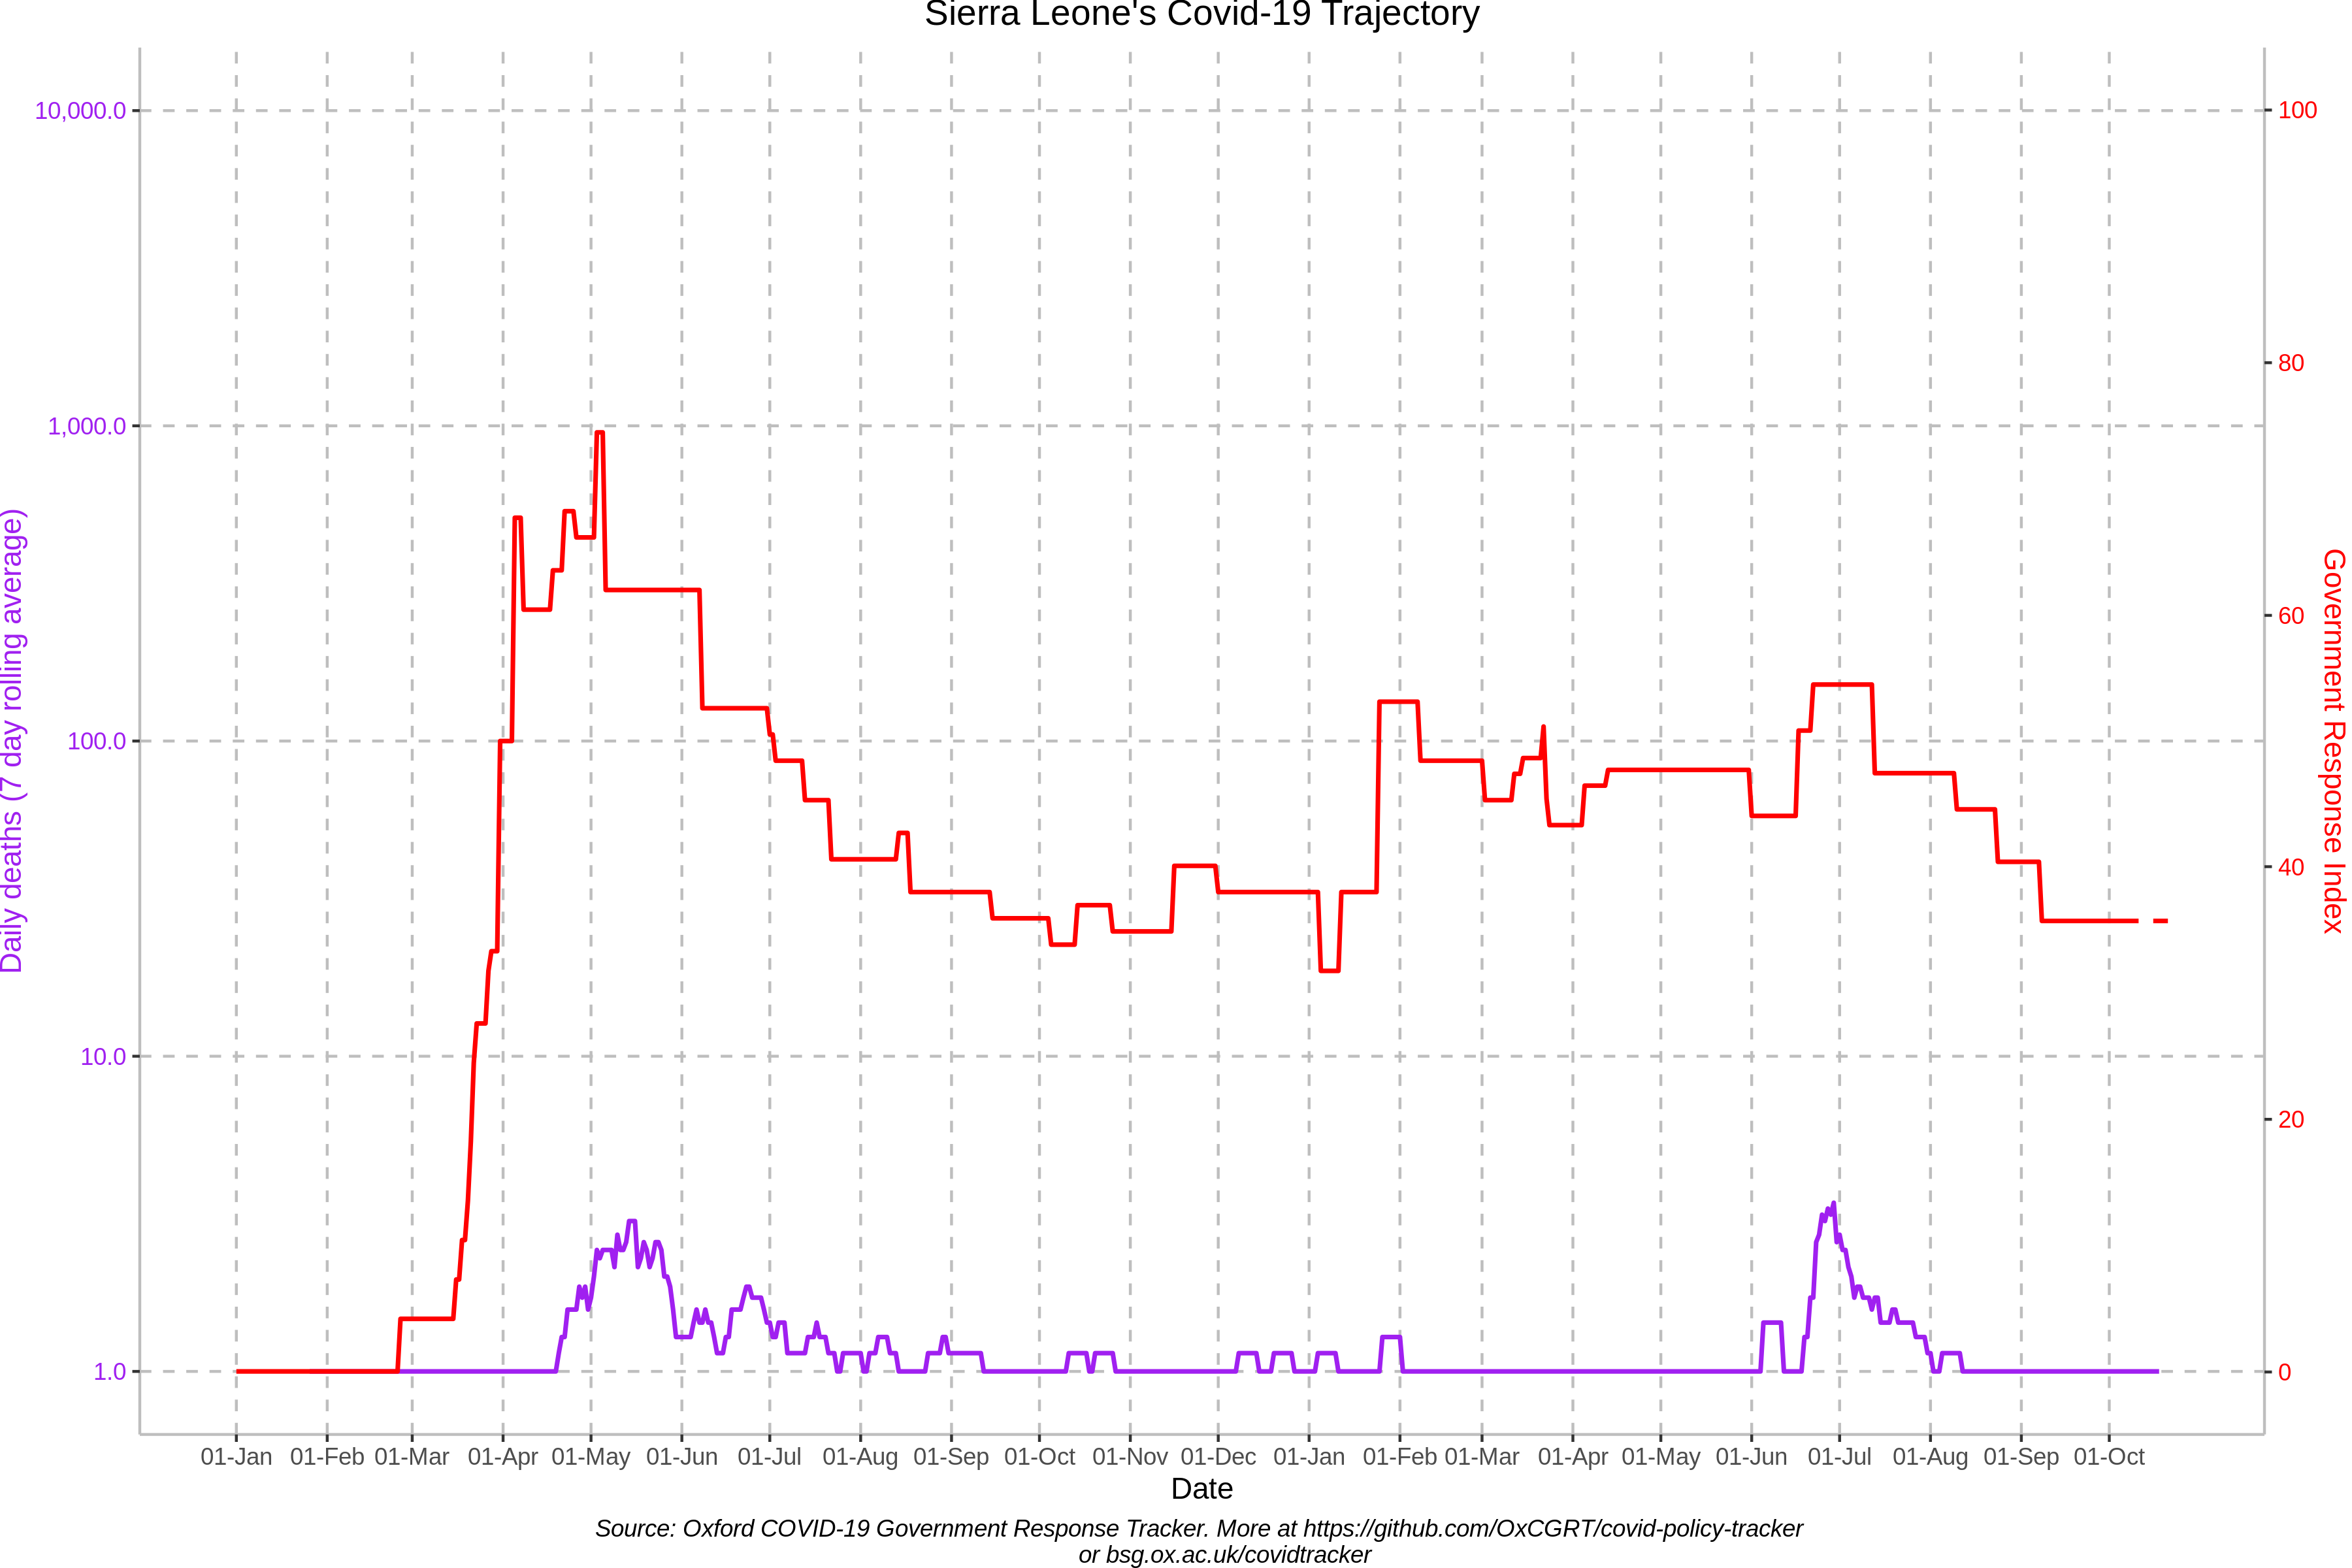 Sierra Leone's Covid-19 Trajectory
10,000.0
1,000.0
100.0
10.0
1.0
Daily deaths (7 day rolling average)
100
80
60
40
20
0
Government Response Index
01-Jan 01-Feb 01-Mar 01-Apr 01-May 01-Jun 01-Jul 01-Aug 01-Sep 01-Oct 01-Nov 01-Dec 01-Jan 01-Feb 01-Mar 01-Apr 01-May 01-Jun 01-Jul 01-Aug 01-Sep 01-Oct
Date
Source: Oxford COVID-19 Government Response Tracker. More at https://github.com/OxCGRT/covid-policy-tracker
or bsg.ox.ac.uk/covidtracker